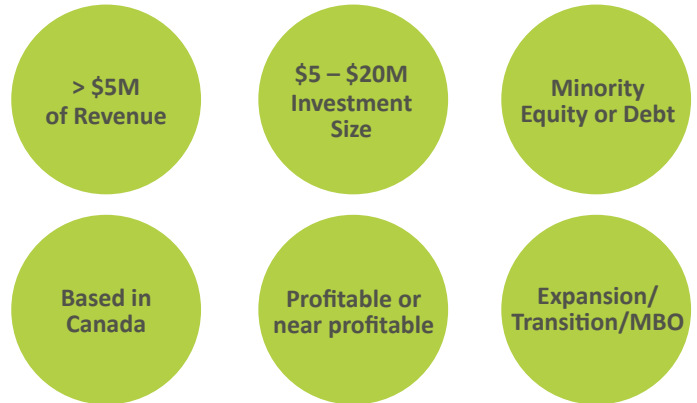 > $5M
of Revenue
$5 – $20M
Investment
Size
Minority
Equity or Debt
Based in
Canada
Profitable or
near profitable
Expansion/
Transition/MBO